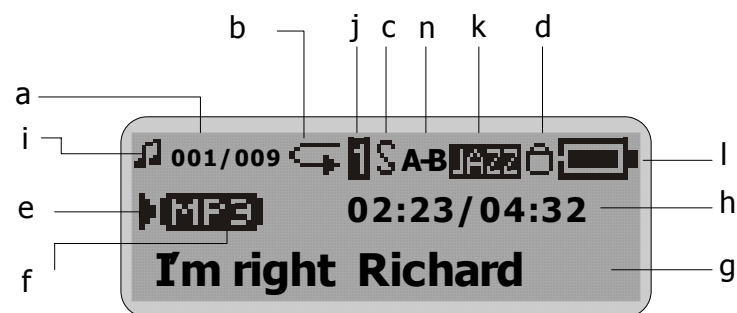 b j c n k d
a
i 001/009 1 S A-B JAZZ l
e MP3 02:23/04:32 h
f I'm right Richard g